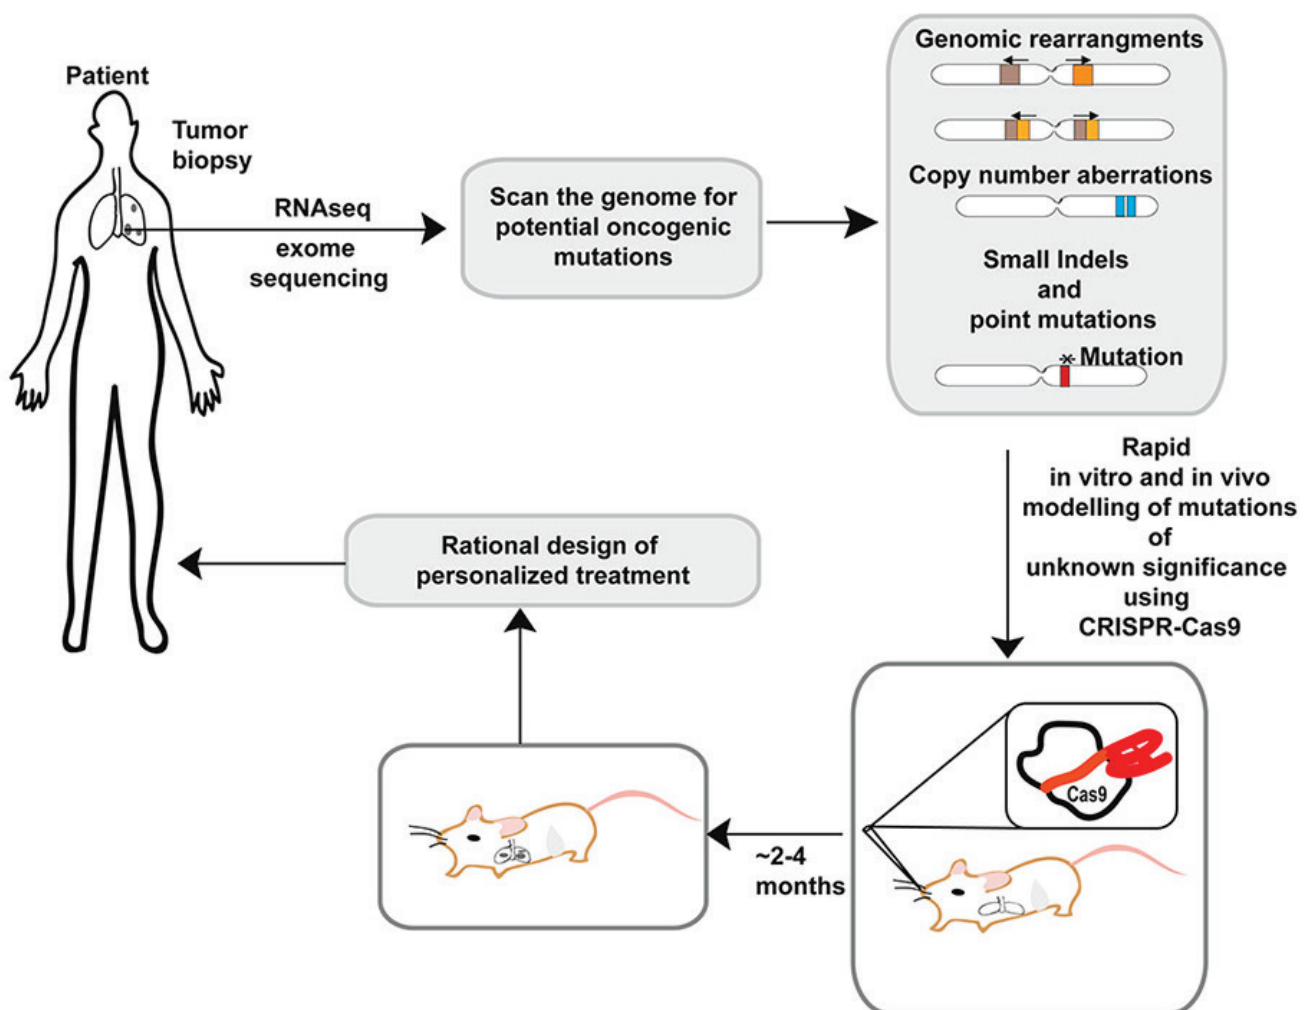 Patient
Tumor
biopsy
RNAseq
exome
sequencing
Scan the genome for
potential oncogenic
mutations
Genomic rearrangments
Copy number aberrations
Small Indels
and
point mutations
Mutation
Rapid
in vitro and in vivo
modelling of mutations
of
unknown significance
using
CRISPR-Cas9
Cas9
~2-4
months
Rational design of
personalized treatment